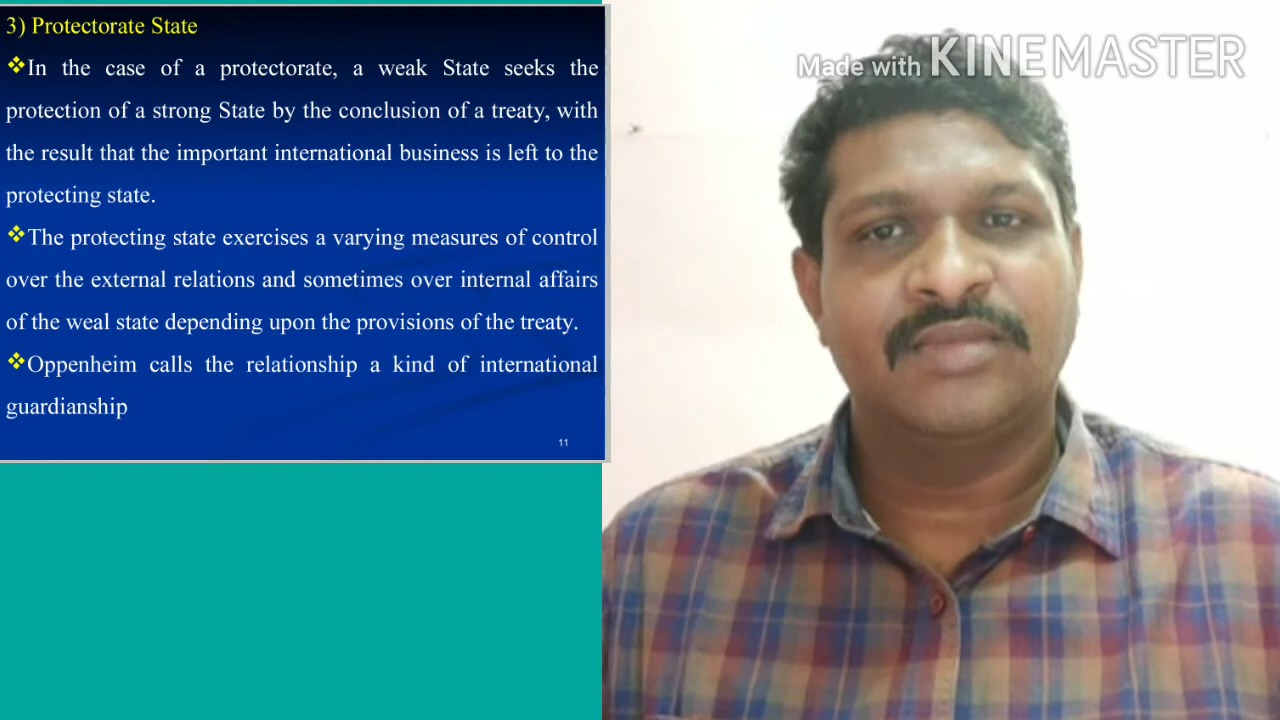 3) Protectorate State
❖In the case of a protectorate, a weak State seeks the
protection of a strong State by the conclusion of a treaty, with
the result that the important international business is left to the
protecting state.
❖The protecting state exercises a varying measures of control
over the external relations and sometimes over internal affairs
of the weal state depending upon the provisions of the treaty.
❖Oppenheim calls the relationship a kind of international
guardianship
11
Made with KINEMASTER